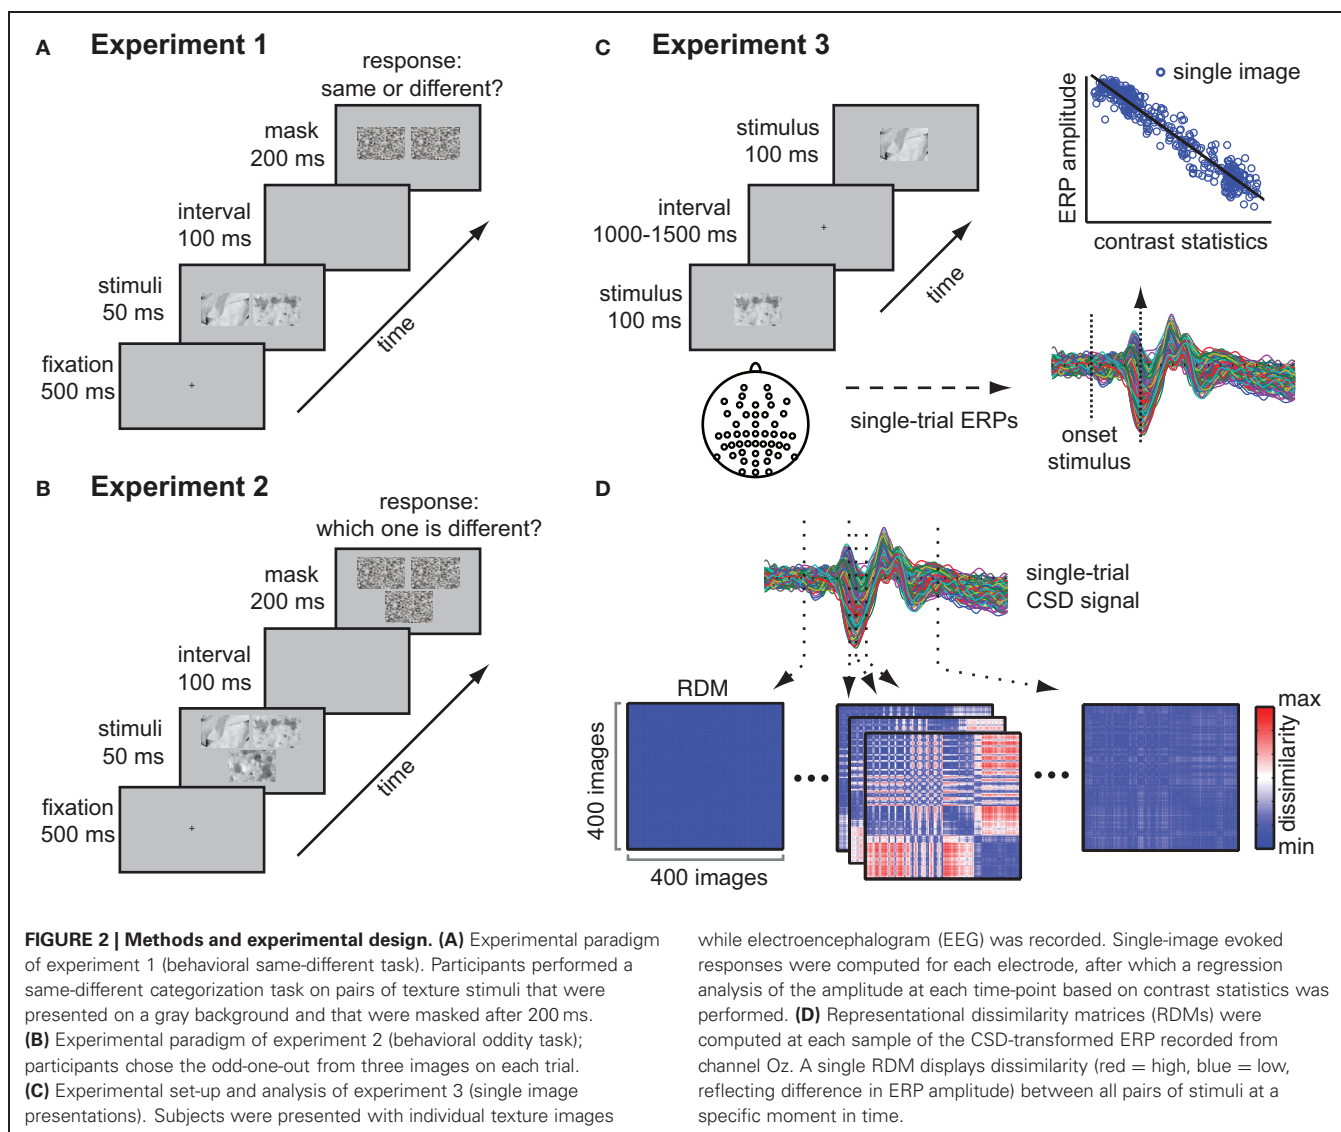 A Experiment 1
response:
same or different?
mask
200 ms
interval
100 ms
stimuli
50 ms
fixation
500 ms
time
B Experiment 2
response:
which one is different?
mask
200 ms
interval
100 ms
stimuli
50 ms
fixation
500 ms
time
C Experiment 3
stimulus
100 ms
interval
1000-1500 ms
stimulus
100 ms
time
single image
ERP amplitude
contrast statistics
single-trial ERPs
onset
stimulus
D
single-trial
CSD signal
RDM
400 images
400 images
max
dissimilarity
min
FIGURE 2 | Methods and experimental design. (A) Experimental paradigm
of experiment 1 (behavioral same-different task). Participants performed a
same-different categorization task on pairs of texture stimuli that were
presented on a gray background and that were masked after 200 ms.
(B) Experimental paradigm of experiment 2 (behavioral oddity task);
participants chose the odd-one-out from three images on each trial.
(C) Experimental set-up and analysis of experiment 3 (single image
presentations). Subjects were presented with individual texture images
while electroencephalogram (EEG) was recorded. Single-image evoked
responses were computed for each electrode, after which a regression
analysis of the amplitude at each time-point based on contrast statistics was
performed. (D) Representational dissimilarity matrices (RDMs) were
computed at each sample of the CSD-transformed ERP recorded from
channel Oz. A single RDM displays dissimilarity (red = high, blue = low,
reflecting difference in ERP amplitude) between all pairs of stimuli at a
specific moment in time.